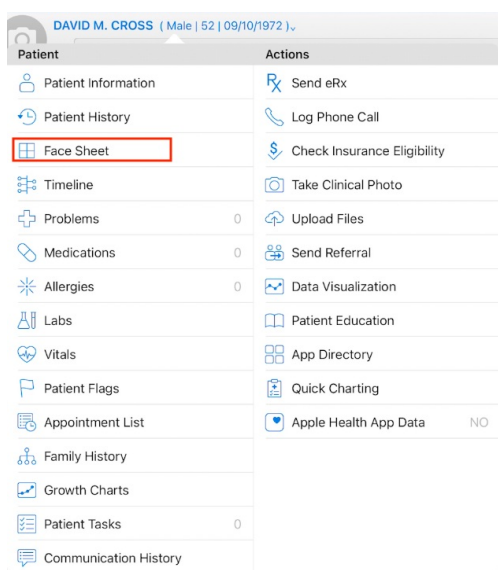 DAVID M. CROSS ( Male | 52 | 09/10/1972 )
Patient
Patient Information
Patient History
Face Sheet
Timeline
Problems 0
Medications 0
Allergies 0
Labs
Vitals
Patient Flags
Appointment List
Family History
Growth Charts
Patient Tasks 0
Communication History
Actions
Send eRx
Log Phone Call
Check Insurance Eligibility
Take Clinical Photo
Upload Files
Send Referral
Data Visualization
Patient Education
App Directory
Quick Charting
Apple Health App Data NO